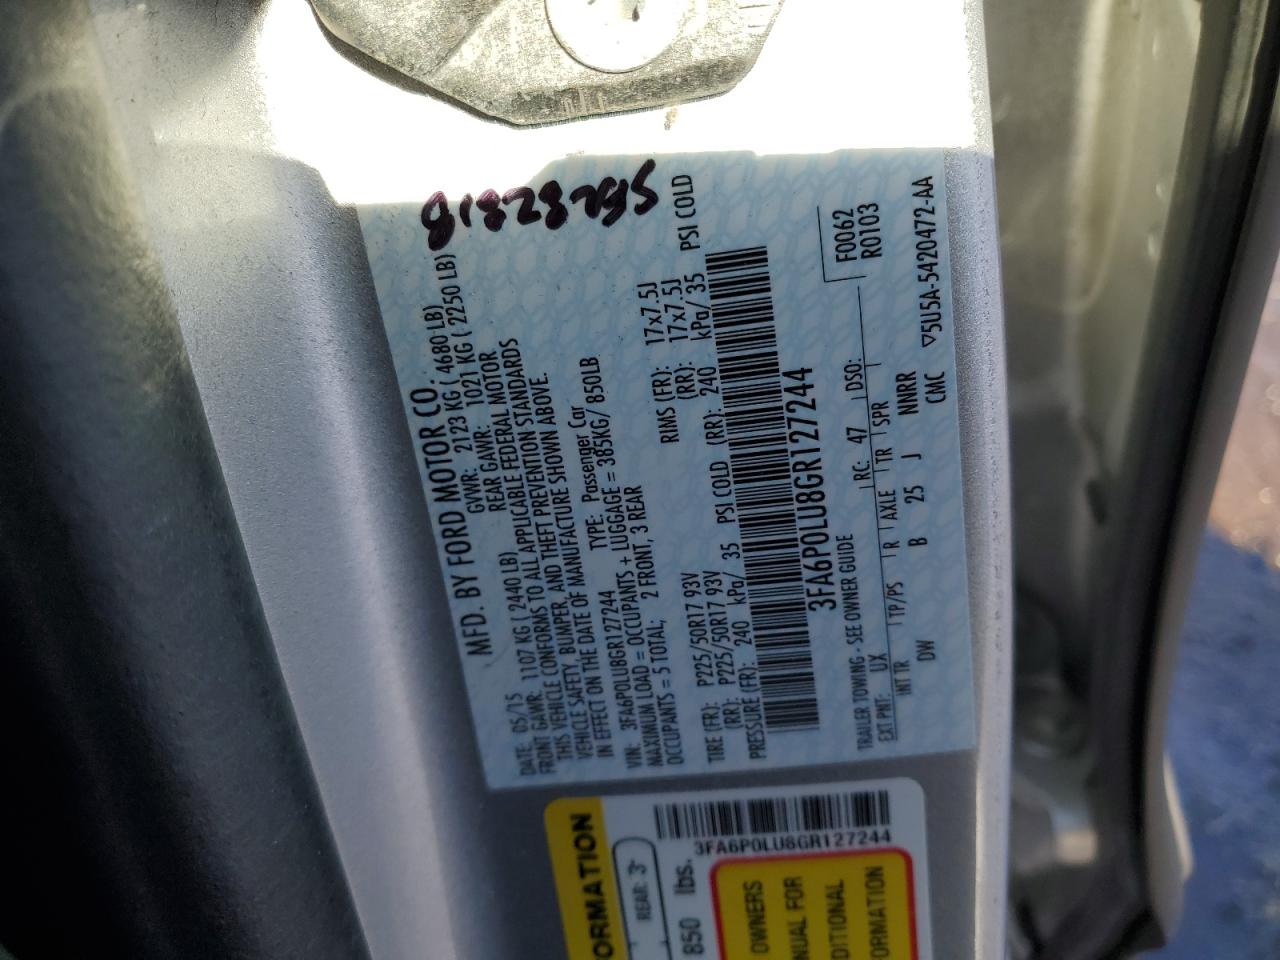 MFD. BY FORD MOTOR CO.
DATE: 05/15 GVWR: 2123 KG ( 4680 LB)
FRONT GAWR: 1107 KG ( 2440 LB) REAR GAWR: 1021 KG ( 2250 LB)
THIS VEHICLE CONFORMS TO ALL APPLICABLE FEDERAL MOTOR
VEHICLE SAFETY, BUMPER, AND THEFT PREVENTION STANDARDS
IN EFFECT ON THE DATE OF MANUFACTURE SHOWN ABOVE.
VIN: 3FA6P0LU8GR127244 TYPE: Passenger Car
MAXIMUM LOAD = OCCUPANTS + LUGGAGE = 385KG/ 850LB
OCCUPANTS = 5 TOTAL; 2 FRONT, 3 REAR
TIRE (FR): P225/50R17 93V RIMS (FR): 17x7.5J
(RR): P225/50R17 93V (RR): 17x7.5J
PRESSURE (FR): 240 kPa/ 35 PSI COLD (RR): 240 kPa/ 35 PSI COLD
3FA6P0LU8GR127244
F0062
R0103
TRAILER TOWING - SEE OWNER GUIDE
EXT PNT: UX RC: 47 DSO:
INT TR TP/PS R AXLE TR SPR
DW B 25 J NNRR
CMC
▽5U5A-5420472-AA
ORMATION
REAR: 3
850 lbs.
3FA6P0LU8GR127244
OWNERS
NUAL FOR
DITIONAL
ORMATION